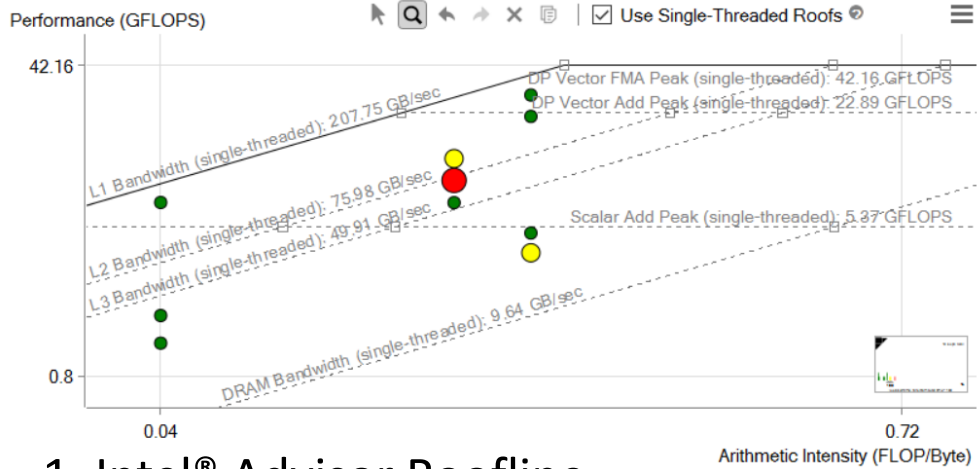 Performance (GFLOPS)
Use Single-Threaded Roofs
42.16
DP Vector FMA Peak (single-threaded): 42.16 GFLOPS
DP Vector Add Peak (single-threaded): 22.89 GFLOPS
L1 Bandwidth (single-threaded): 207.75 GB/sec
L2 Bandwidth (single-threaded): 75.98 GB/sec
Scalar Add Peak (single-threaded): 5.37 GFLOPS
L3 Bandwidth (single-threaded): 49.91 GB/sec
DRAM Bandwidth (single-threaded): 9.64 GB/sec
0.8
0.04
0.72
Arithmetic Intensity (FLOP/Byte)
1. Intel® Advisor Roofline